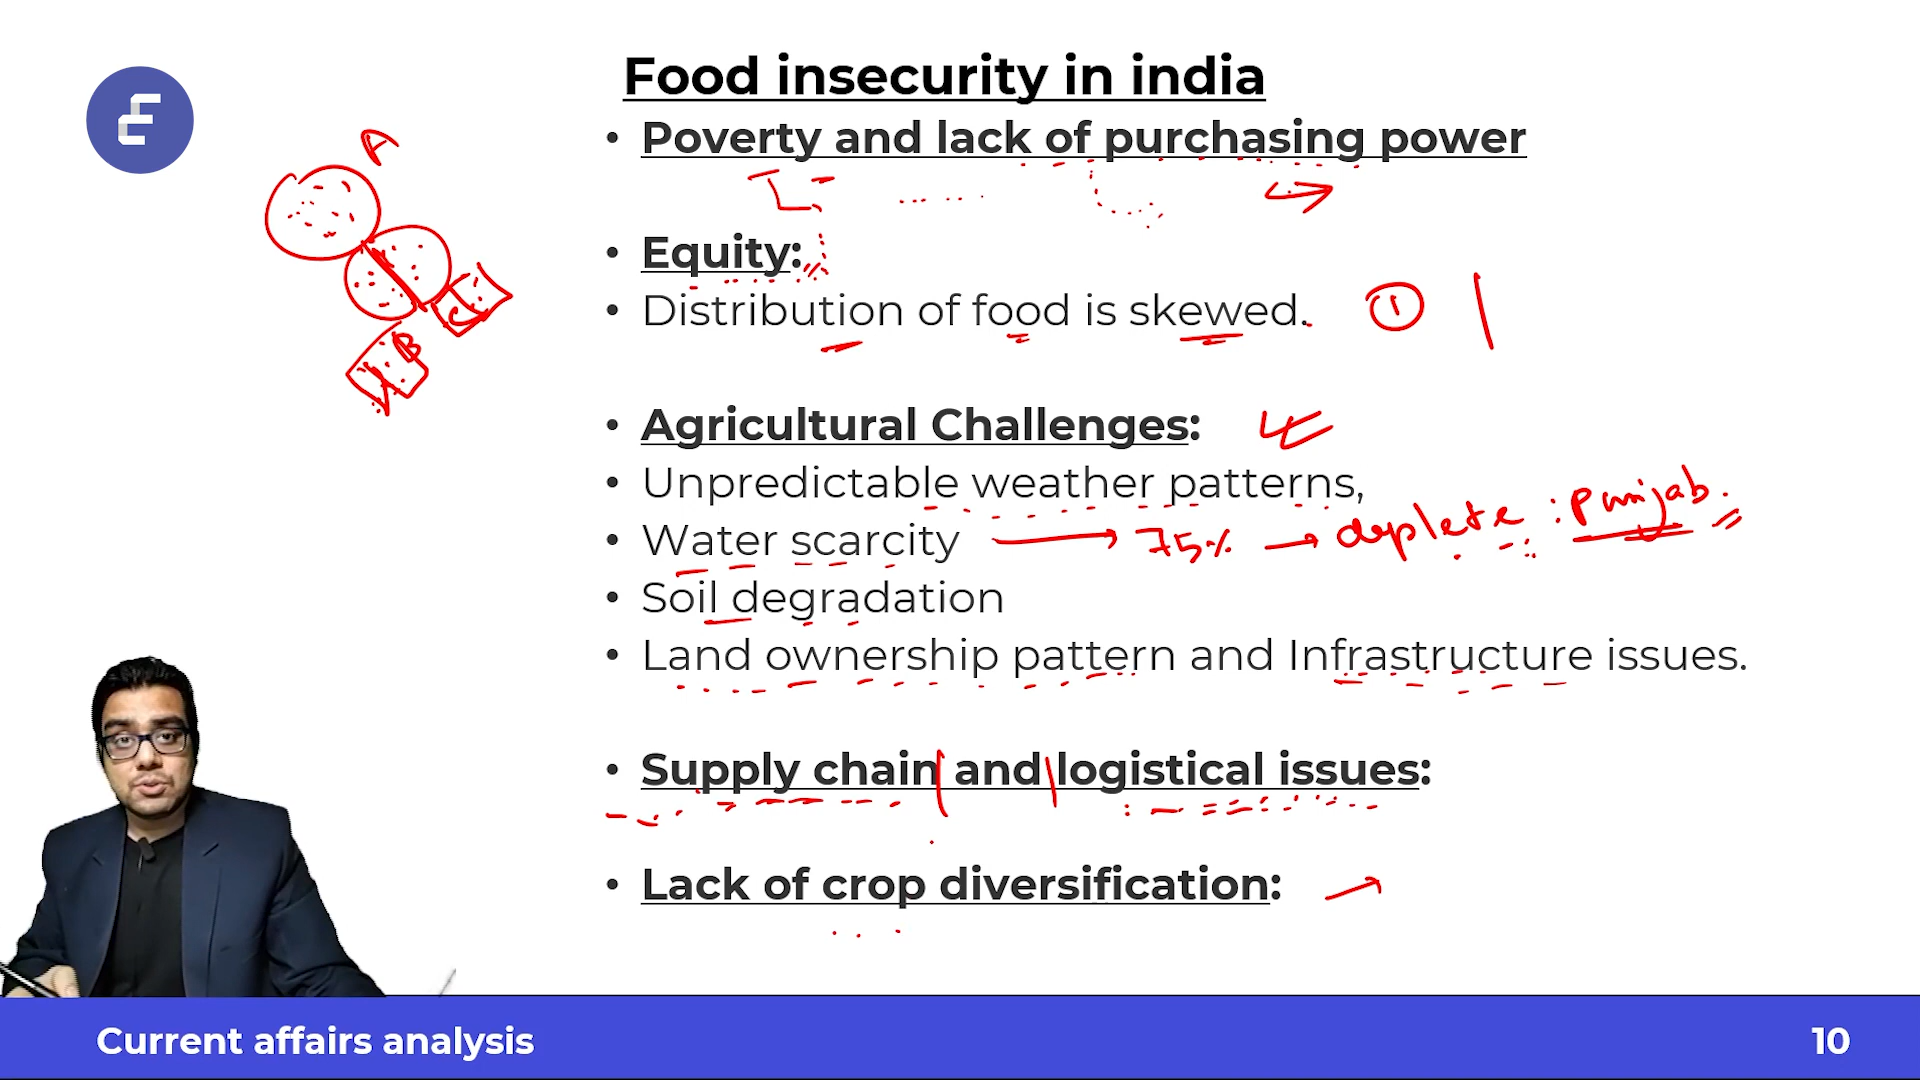 Food insecurity in india
• Poverty and lack of purchasing power
A
• Equity:
• Distribution of food is skewed.
1
C
B
• Agricultural Challenges:
• Unpredictable weather patterns,
• Water scarcity → 75% → deplete : Punjab.
• Soil degradation
• Land ownership pattern and Infrastructure issues.
• Supply chain and logistical issues:
• Lack of crop diversification:
Current affairs analysis
10